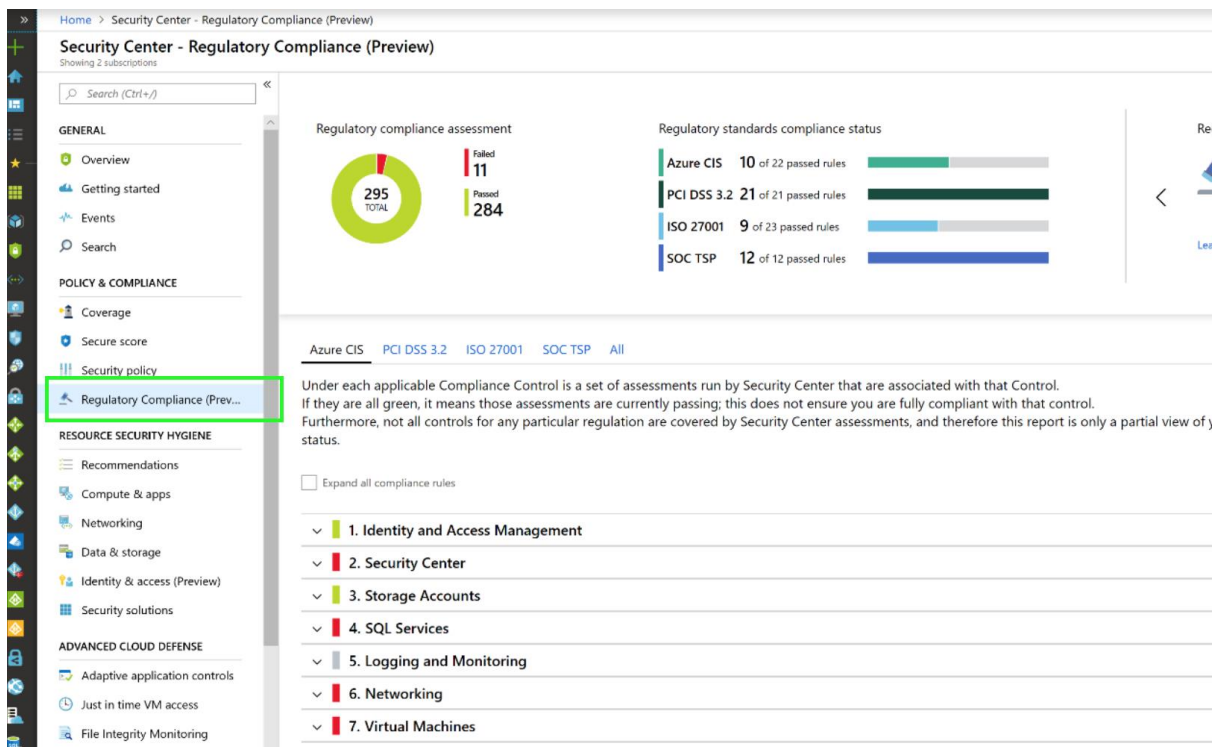 Home > Security Center - Regulatory Compliance (Preview)
Security Center - Regulatory Compliance (Preview)
Showing 2 subscriptions
Search (Ctrl+/)
GENERAL
Overview
Getting started
Events
Search
POLICY & COMPLIANCE
Coverage
Secure score
Security policy
Regulatory Compliance (Prev...
RESOURCE SECURITY HYGIENE
Recommendations
Compute & apps
Networking
Data & storage
Identity & access (Preview)
Security solutions
ADVANCED CLOUD DEFENSE
Adaptive application controls
Just in time VM access
File Integrity Monitoring
Regulatory compliance assessment
295
TOTAL
Failed
11
Passed
284
Regulatory standards compliance status
Azure CIS 10 of 22 passed rules
PCI DSS 3.2 21 of 21 passed rules
ISO 27001 9 of 23 passed rules
SOC TSP 12 of 12 passed rules
Re
Lea
Azure CIS PCI DSS 3.2 ISO 27001 SOC TSP All
Under each applicable Compliance Control is a set of assessments run by Security Center that are associated with that Control.
If they are all green, it means those assessments are currently passing; this does not ensure you are fully compliant with that control.
Furthermore, not all controls for any particular regulation are covered by Security Center assessments, and therefore this report is only a partial view of y
status.
Expand all compliance rules
1. Identity and Access Management
2. Security Center
3. Storage Accounts
4. SQL Services
5. Logging and Monitoring
6. Networking
7. Virtual Machines